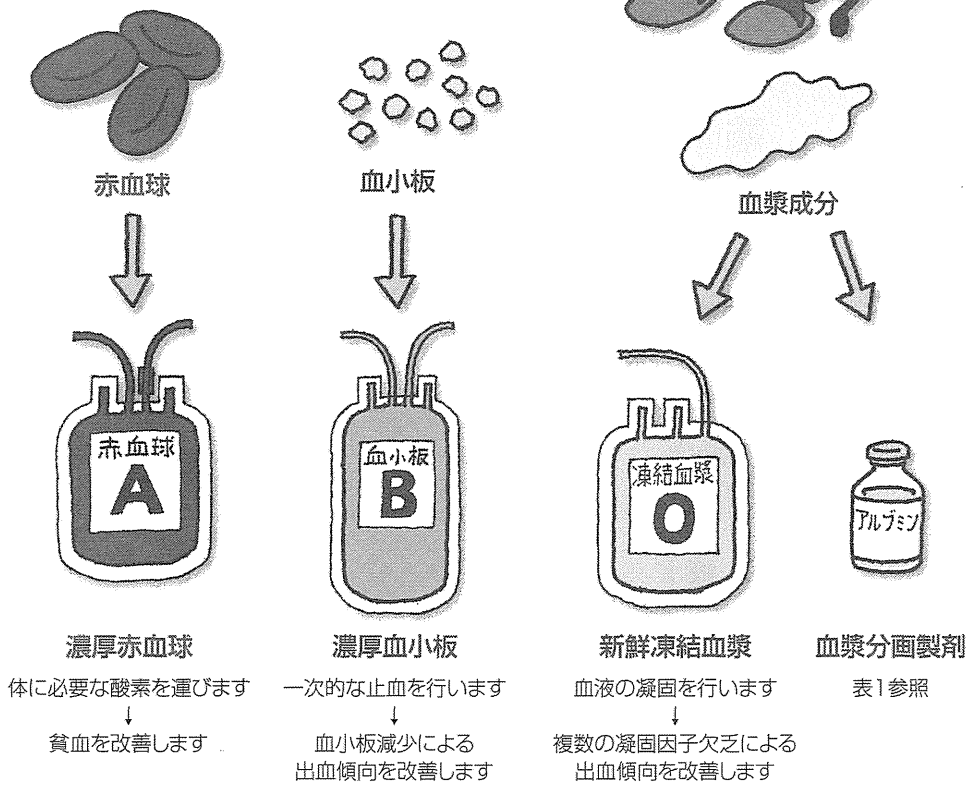 赤血球
血小板
血漿成分
赤血球
A
血小板
B
凍結血漿
O
アルブミン
濃厚赤血球
体に必要な酸素を運びます
↓
貧血を改善します
濃厚血小板
一次的な止血を行います
↓
血小板減少による
出血傾向を改善します
新鮮凍結血漿
血液の凝固を行います
↓
複数の凝固因子欠乏による
出血傾向を改善します
血漿分画製剤
表1参照